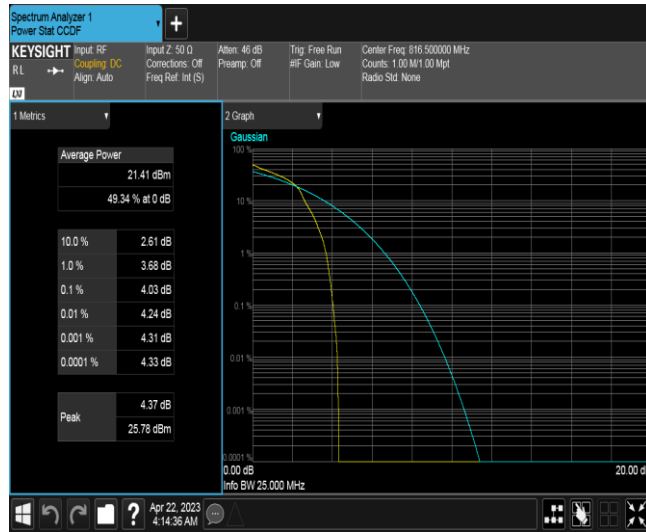 Spectrum Analyzer 1
Power Stat CCDF
+
KEYSIGHT
RL
LXI
Input: RF
Coupling: DC
Align: Auto
Input Z: 50 Ω
Corrections: Off
Freq Ref: Int (S)
Atten: 46 dB
Preamp: Off
Trig: Free Run
#IF Gain: Low
Center Freq: 816.500000 MHz
Counts: 1.00 M/1.00 Mpt
Radio Std: None
1 Metrics
Average Power
21.41 dBm
49.34 % at 0 dB
10.0 % 2.61 dB
1.0 % 3.68 dB
0.1 % 4.03 dB
0.01 % 4.24 dB
0.001 % 4.31 dB
0.0001 % 4.33 dB
Peak
4.37 dB
25.78 dBm
2 Graph
Gaussian
100 %
10 %
1 %
0.1 %
0.01 %
0.001 %
0.0001 %
0.00 dB
20.00 d
Info BW 25.000 MHz
?
Apr 22, 2023
4:14:36 AM